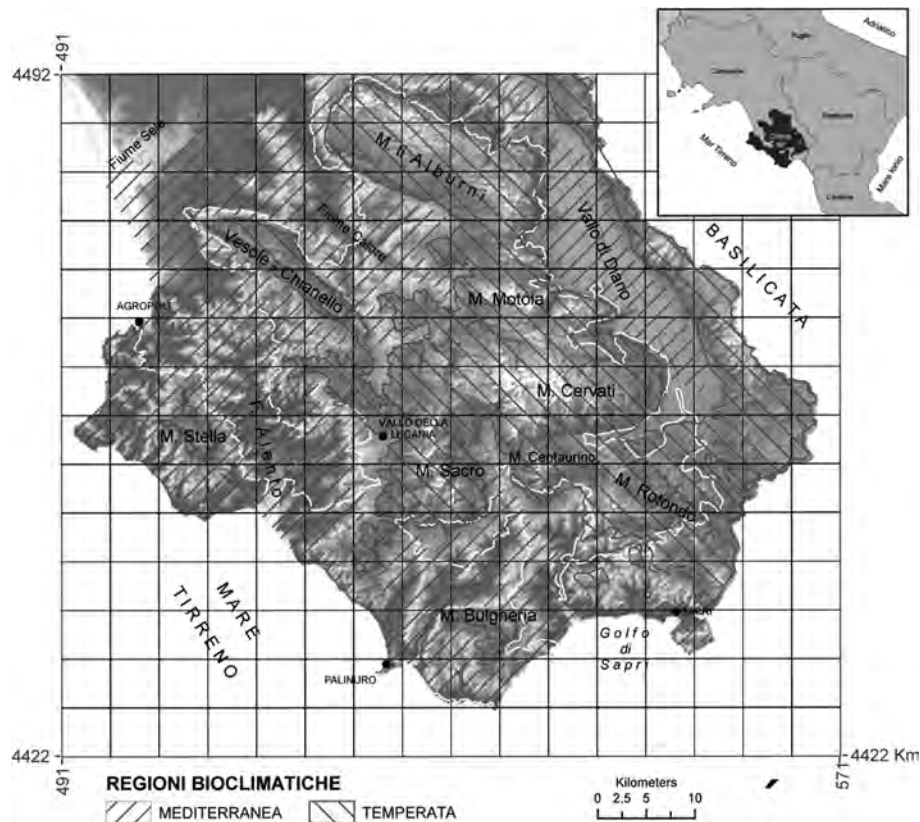 491
4492
Adriatico
Puglia
Campania
Basilicata
Mar Tirreno
Mare Ionio
Calabria
Fiume Sele
M.ti Alburni
Vallo di Diano
Fiume Calore
Vesole - Chianello
BASILICATA
M. Motola
AGROPOLI
M. Cervati
M. Stella
F. Alento
VALLO DELLA
LUCANIA
M. Sacro
M. Centaurino
M. Rotondo
MARE
TIRRENO
M. Bulgheria
Golfo
di
Sapri
PALINURO
4422
4422 Km
491
571
REGIONI BIOCLIMATICHE
MEDITERRANEA
TEMPERATA
Kilometers
0 2.5 5 10